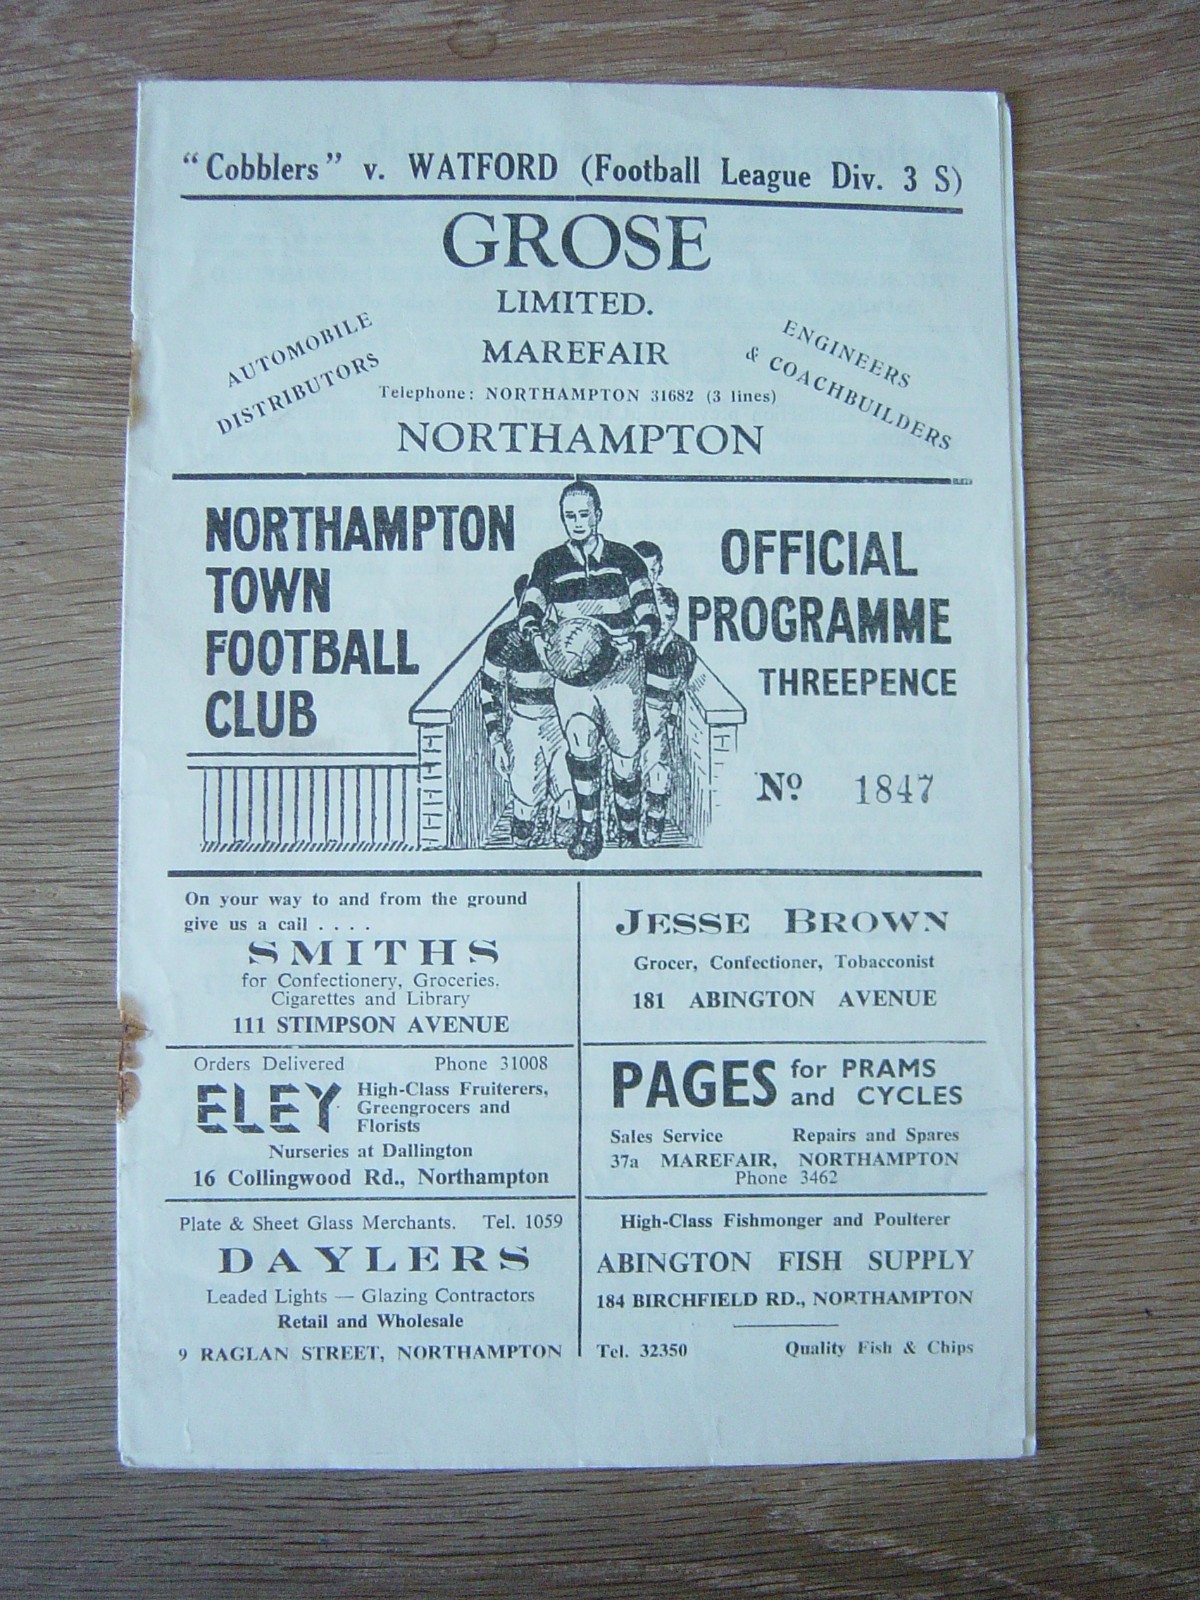 "Cobblers" v. WATFORD (Football League Div. 3 S)
GROSE
LIMITED.
AUTOMOBILE
DISTRIBUTORS
MAREFAIR
ENGINEERS
& COACHBUILDERS
Telephone: NORTHAMPTON 31682 (3 lines)
NORTHAMPTON
NORTHAMPTON
TOWN
FOOTBALL
CLUB
OFFICIAL
PROGRAMME
THREEPENCE
No 1847
On your way to and from the ground
give us a call . . . .
SMITHS
for Confectionery, Groceries,
Cigarettes and Library
111 STIMPSON AVENUE
JESSE BROWN
Grocer, Confectioner, Tobacconist
181 ABINGTON AVENUE
Orders Delivered Phone 31008
ELEY
High-Class Fruiterers,
Greengrocers and
Florists
Nurseries at Dallington
16 Collingwood Rd., Northampton
PAGES for PRAMS
and CYCLES
Sales Service Repairs and Spares
37a MAREFAIR, NORTHAMPTON
Phone 3462
Plate & Sheet Glass Merchants. Tel. 1059
DAYLERS
Leaded Lights — Glazing Contractors
Retail and Wholesale
9 RAGLAN STREET, NORTHAMPTON
High-Class Fishmonger and Poulterer
ABINGTON FISH SUPPLY
184 BIRCHFIELD RD., NORTHAMPTON
Tel. 32350 Quality Fish & Chips